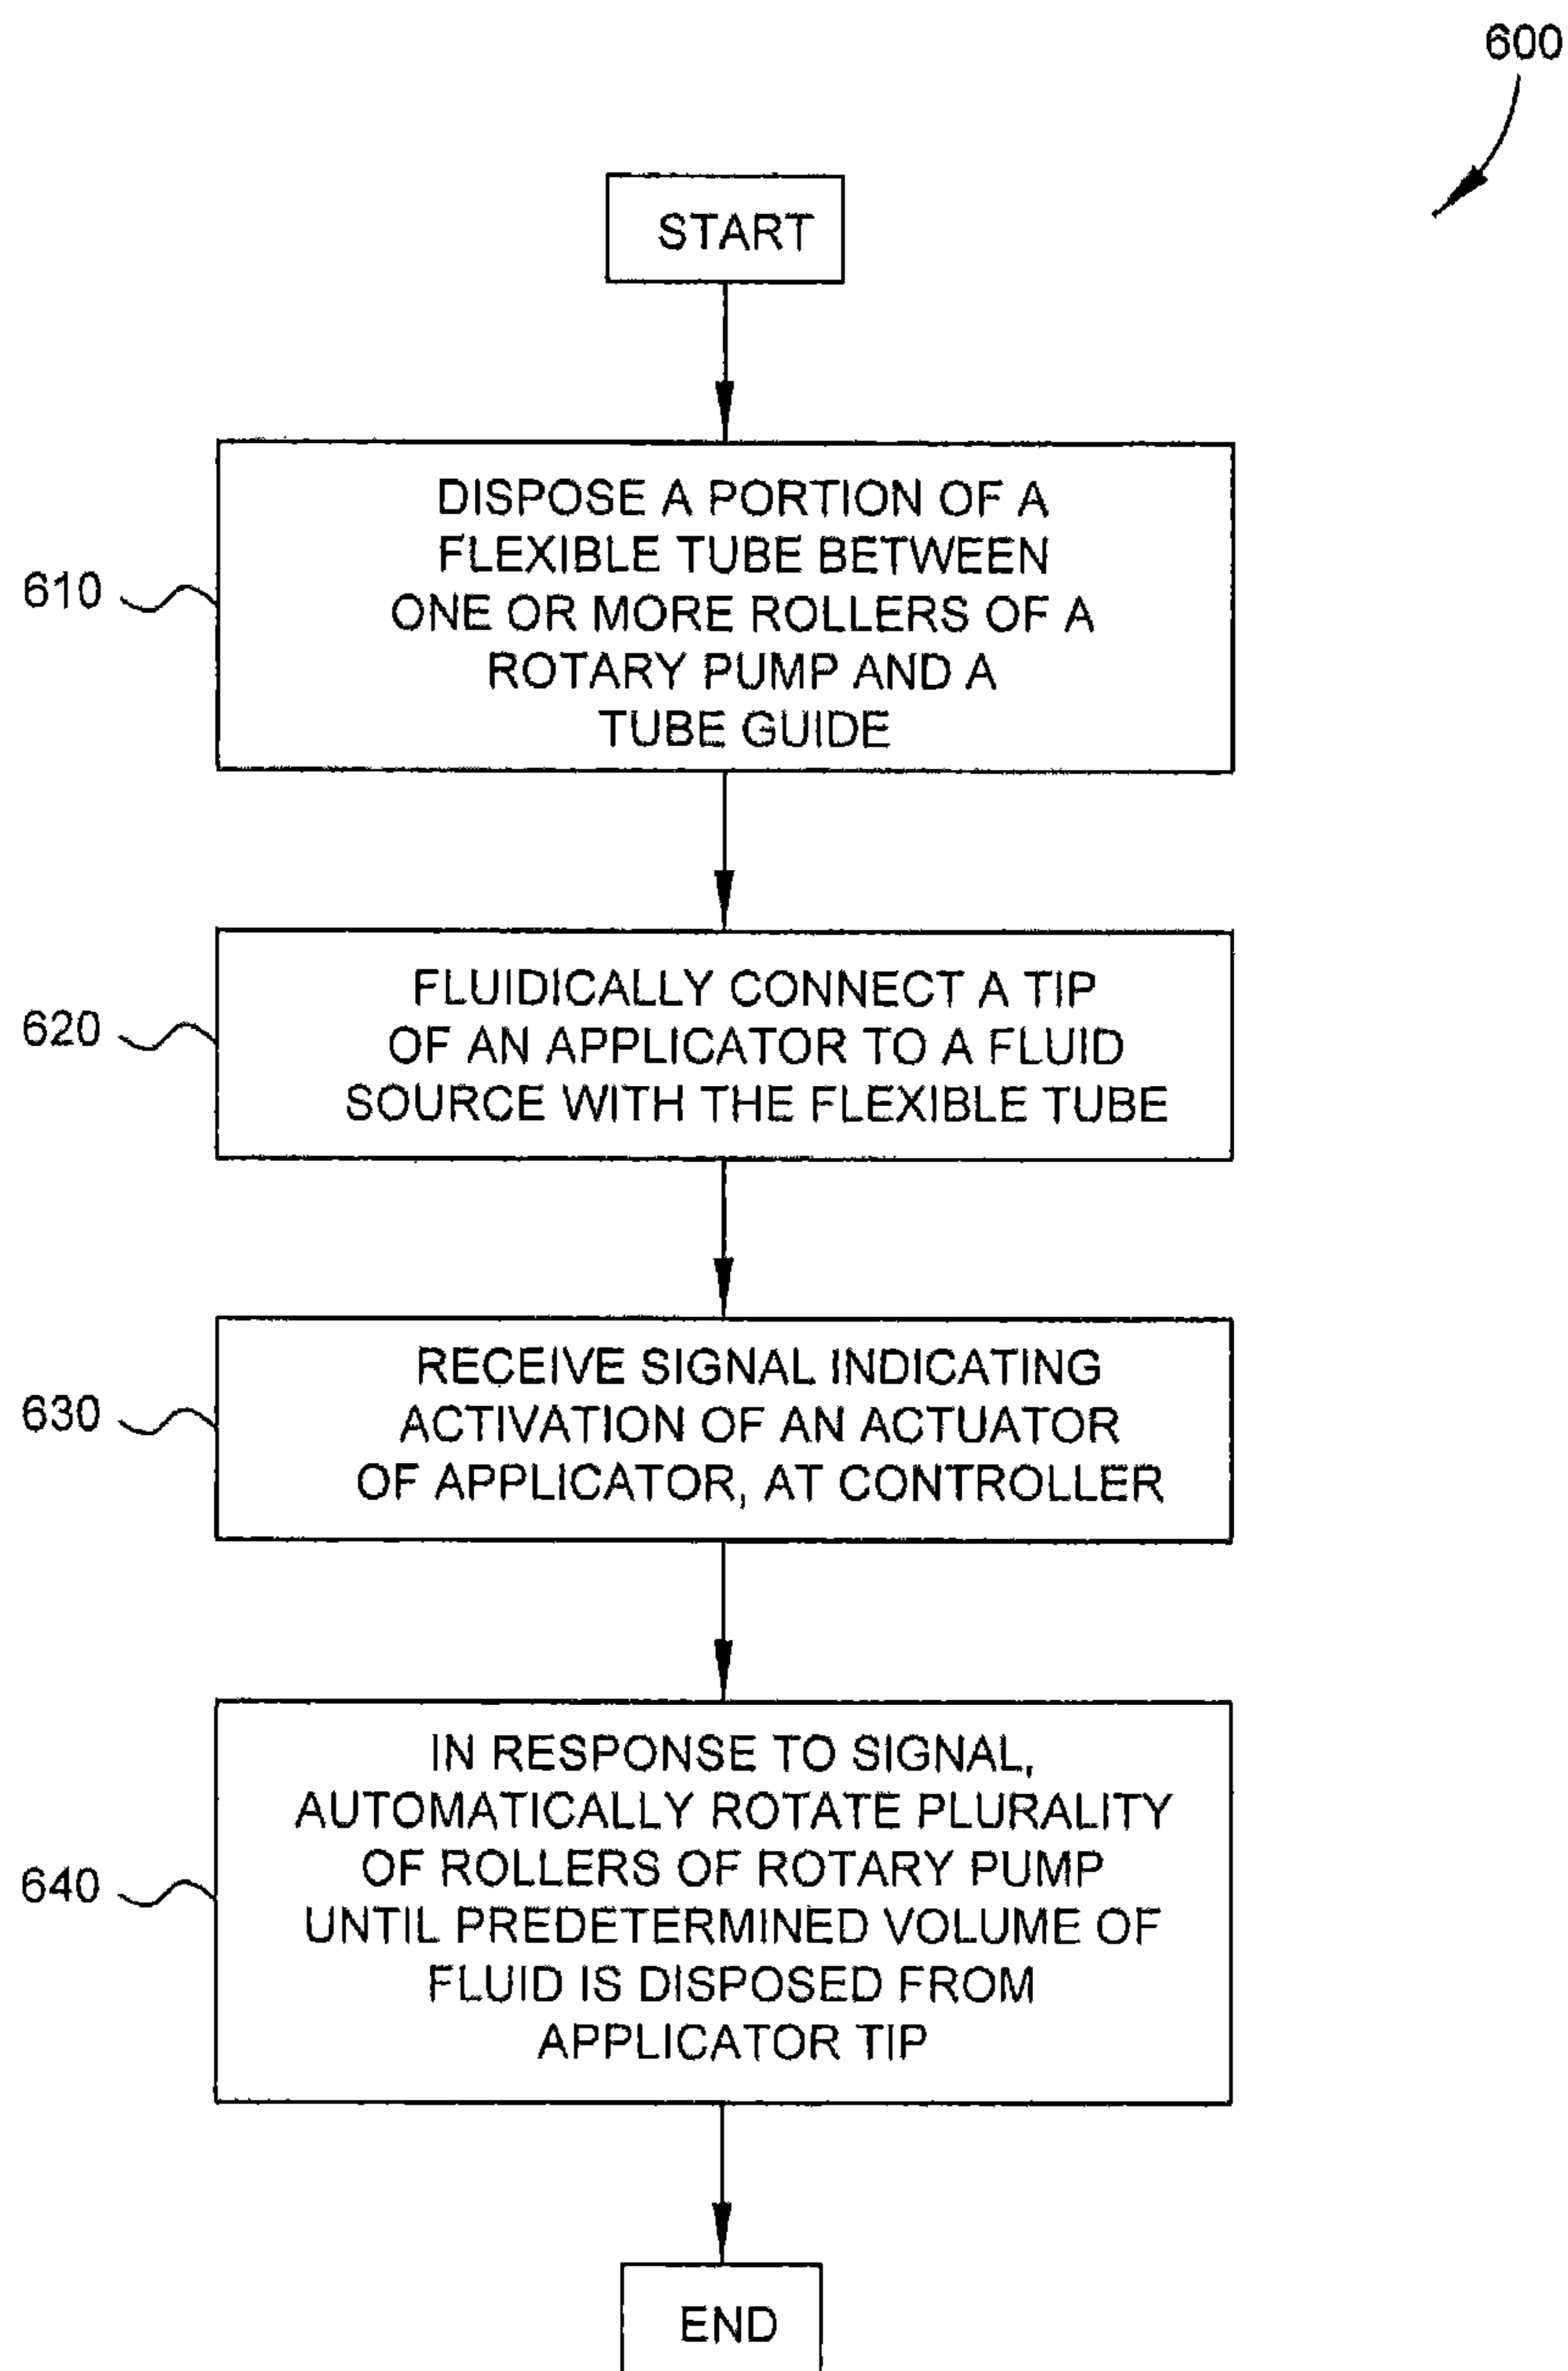 600
START
610
DISPOSE A PORTION OF A
FLEXIBLE TUBE BETWEEN
ONE OR MORE ROLLERS OF A
ROTARY PUMP AND A
TUBE GUIDE
620
FLUIDICALLY CONNECT A TIP
OF AN APPLICATOR TO A FLUID
SOURCE WITH THE FLEXIBLE TUBE
630
RECEIVE SIGNAL INDICATING
ACTIVATION OF AN ACTUATOR
OF APPLICATOR, AT CONTROLLER
640
IN RESPONSE TO SIGNAL,
AUTOMATICALLY ROTATE PLURALITY
OF ROLLERS OF ROTARY PUMP
UNTIL PREDETERMINED VOLUME OF
FLUID IS DISPOSED FROM
APPLICATOR TIP
END